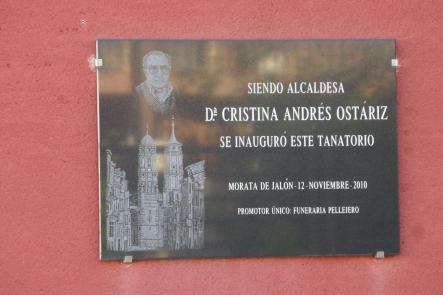 SIENDO ALCALDESA
Dª CRISTINA ANDRÉS OSTÁRIZ
SE INAUGURÓ ESTE TANATORIO
MORATA DE JALÓN-12-NOVIEMBRE-2010
PROMOTOR ÚNICO: FUNERARIA PELLEJERO